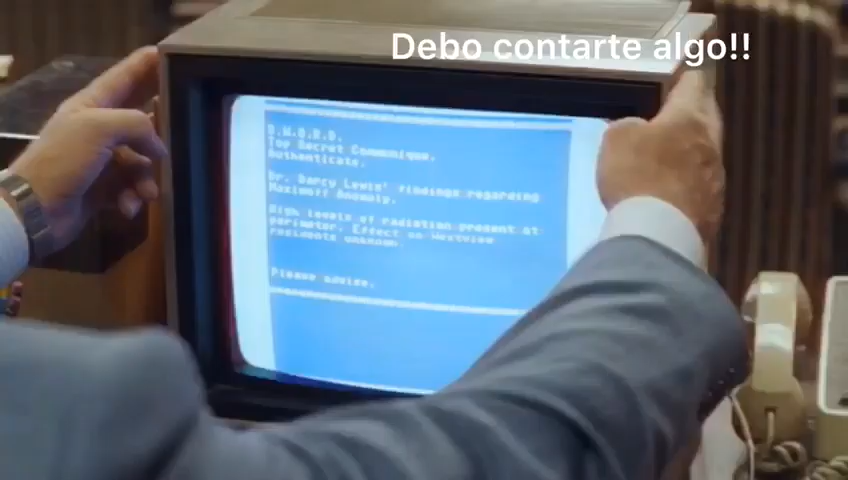 Debo contarte algo!!
S.W.O.R.D.
Top Secret Communique.
Authenticate.
Dr. Darcy Lewis' findings regarding
Maximoff Anomaly.
High levels of radiation present at
perimeter. Effect on Westview
residents unknown.
Please advise.